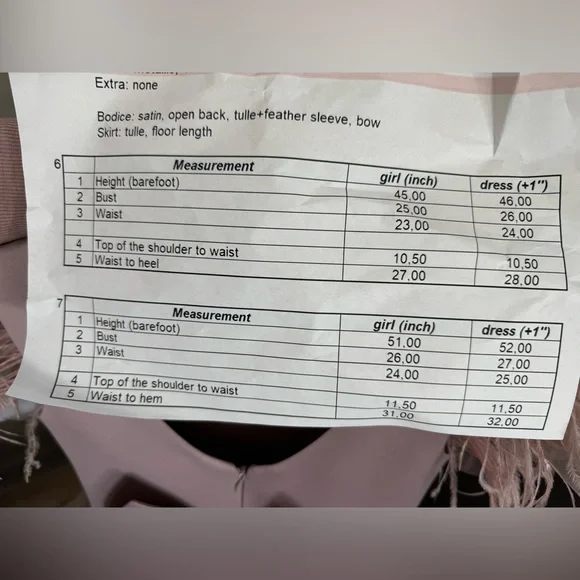 Extra: none
Bodice: satin, open back, tulle+feather sleeve, bow
Skirt: tulle, floor length
6 Measurement girl (inch) dress (+1")
1 Height (barefoot) 45,00 46,00
2 Bust 25,00 26,00
3 Waist 23,00 24,00
4 Top of the shoulder to waist 10,50 10,50
5 Waist to heel 27,00 28,00
7 Measurement girl (inch) dress (+1")
1 Height (barefoot) 51,00 52,00
2 Bust 26,00 27,00
3 Waist 24,00 25,00
4 Top of the shoulder to waist 11,50 11,50
5 Waist to hem 31,00 32,00